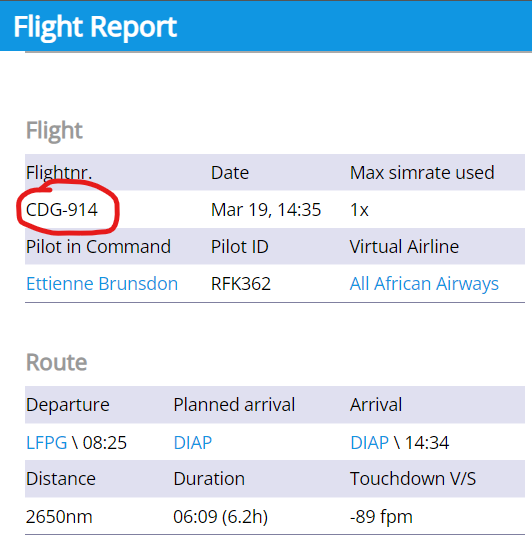 Flight Report
Flight
Flightnr. Date Max simrate used
CDG-914 Mar 19, 14:35 1x
Pilot in Command Pilot ID Virtual Airline
Ettienne Brunsdon RFK362 All African Airways
Route
Departure Planned arrival Arrival
LFPG \ 08:25 DIAP DIAP \ 14:34
Distance Duration Touchdown V/S
2650nm 06:09 (6.2h) -89 fpm